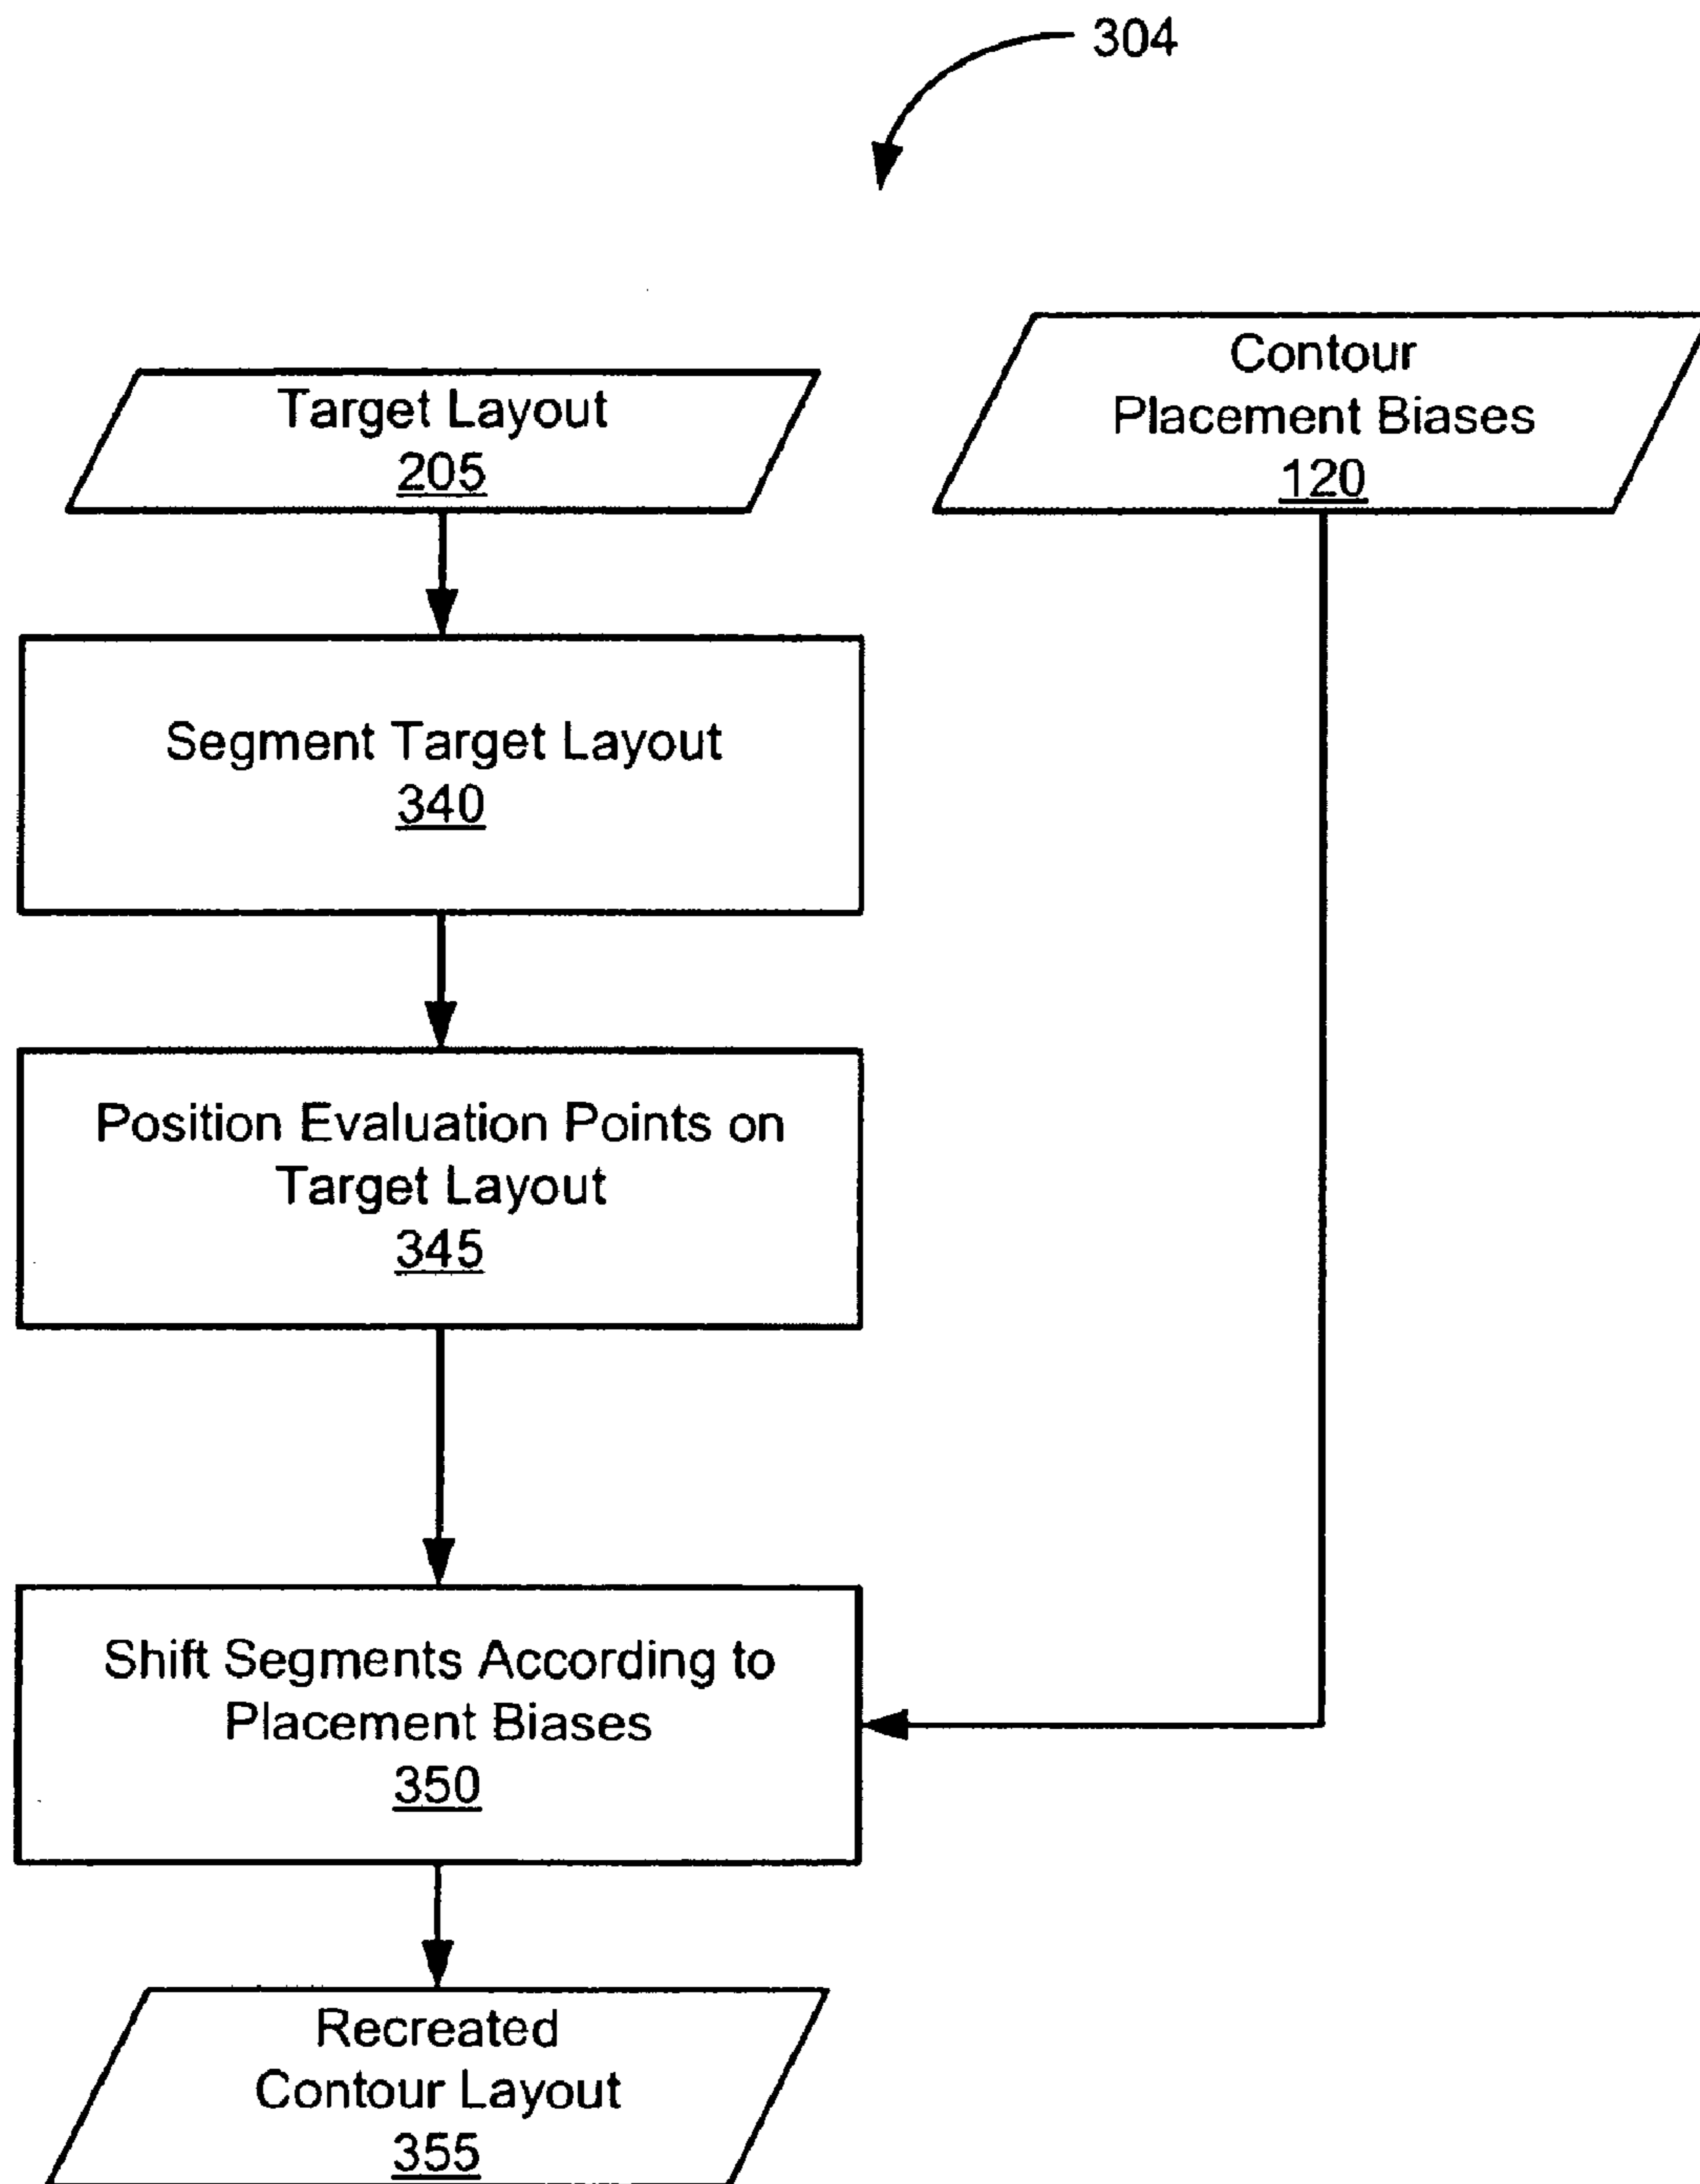 304
Target Layout
205
Contour
Placement Biases
120
Segment Target Layout
340
Position Evaluation Points on
Target Layout
345
Shift Segments According to
Placement Biases
350
Recreated
Contour Layout
355